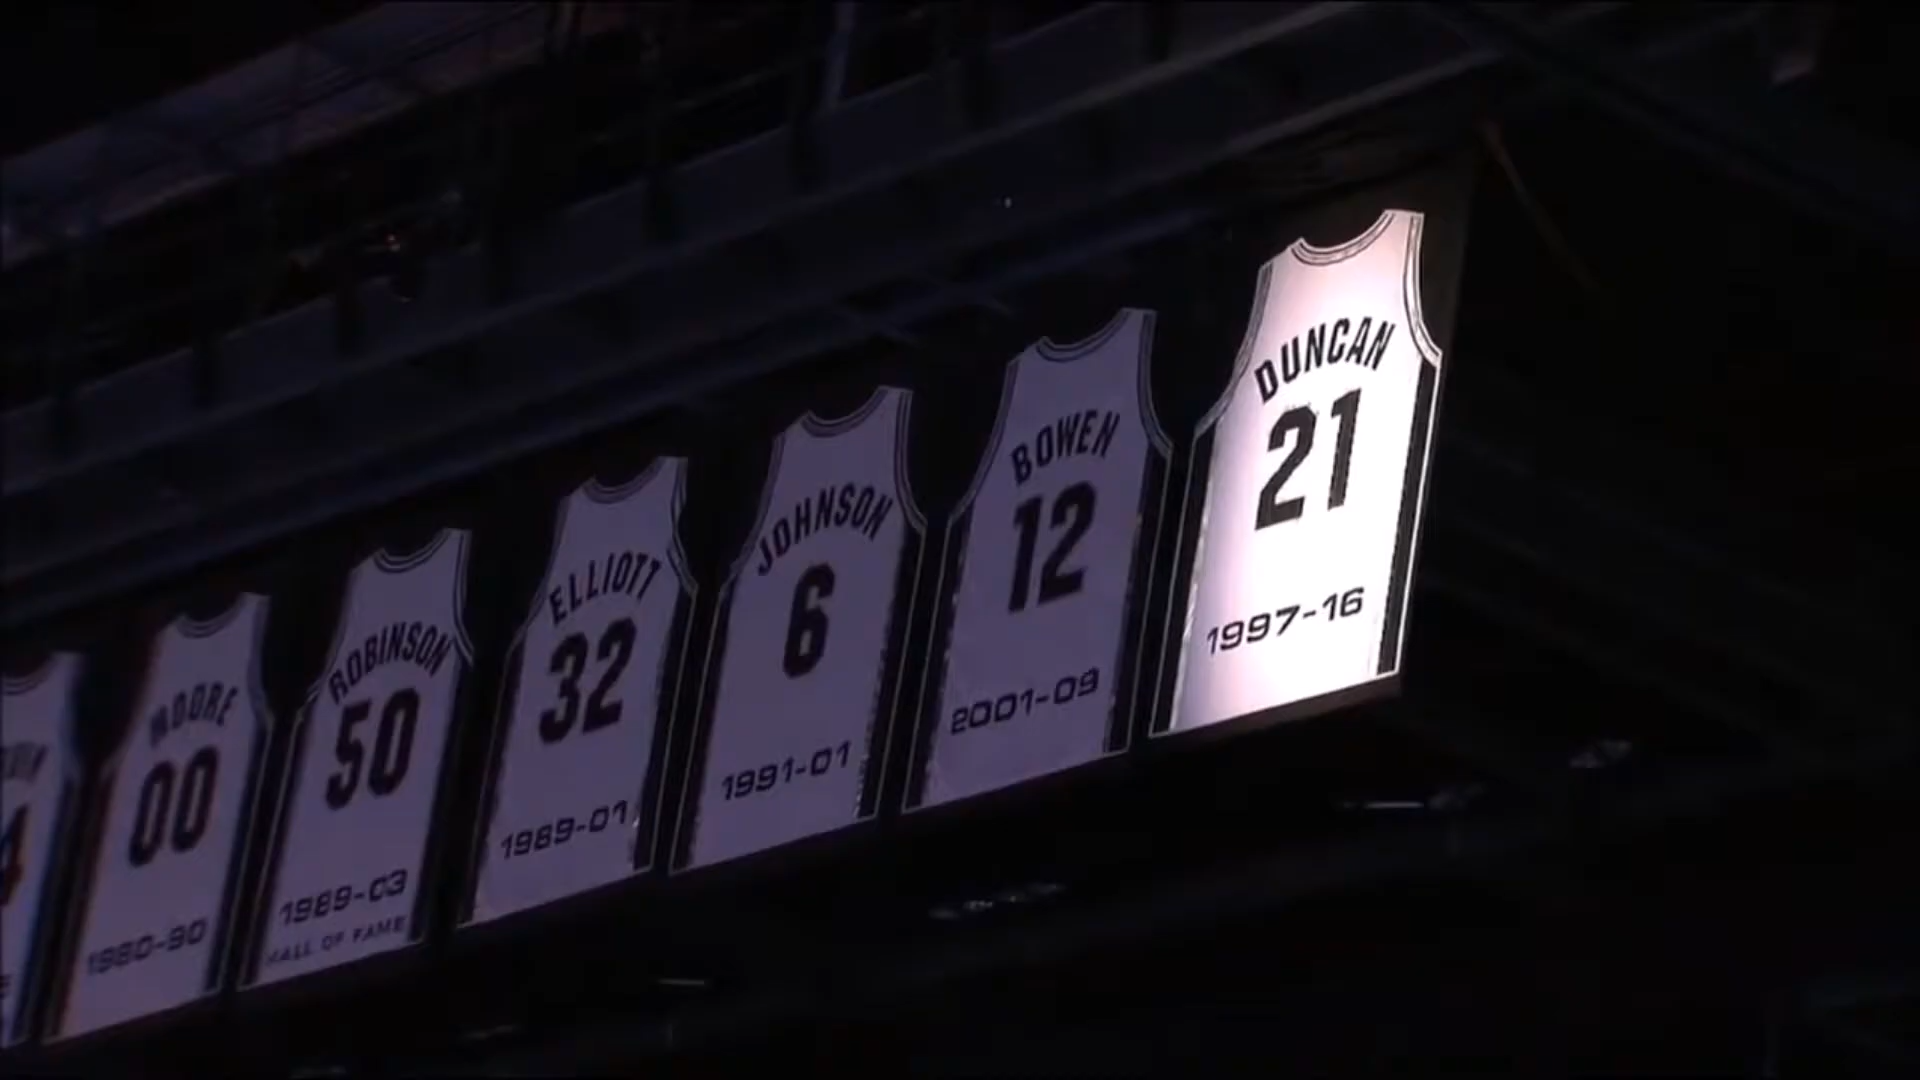 MOORE
00
1980-90
ROBINSON
50
1989-03
HALL OF FAME
ELLIOTT
32
1989-01
JOHNSON
6
1991-01
BOWEN
12
2001-09
DUNCAN
21
1997-16